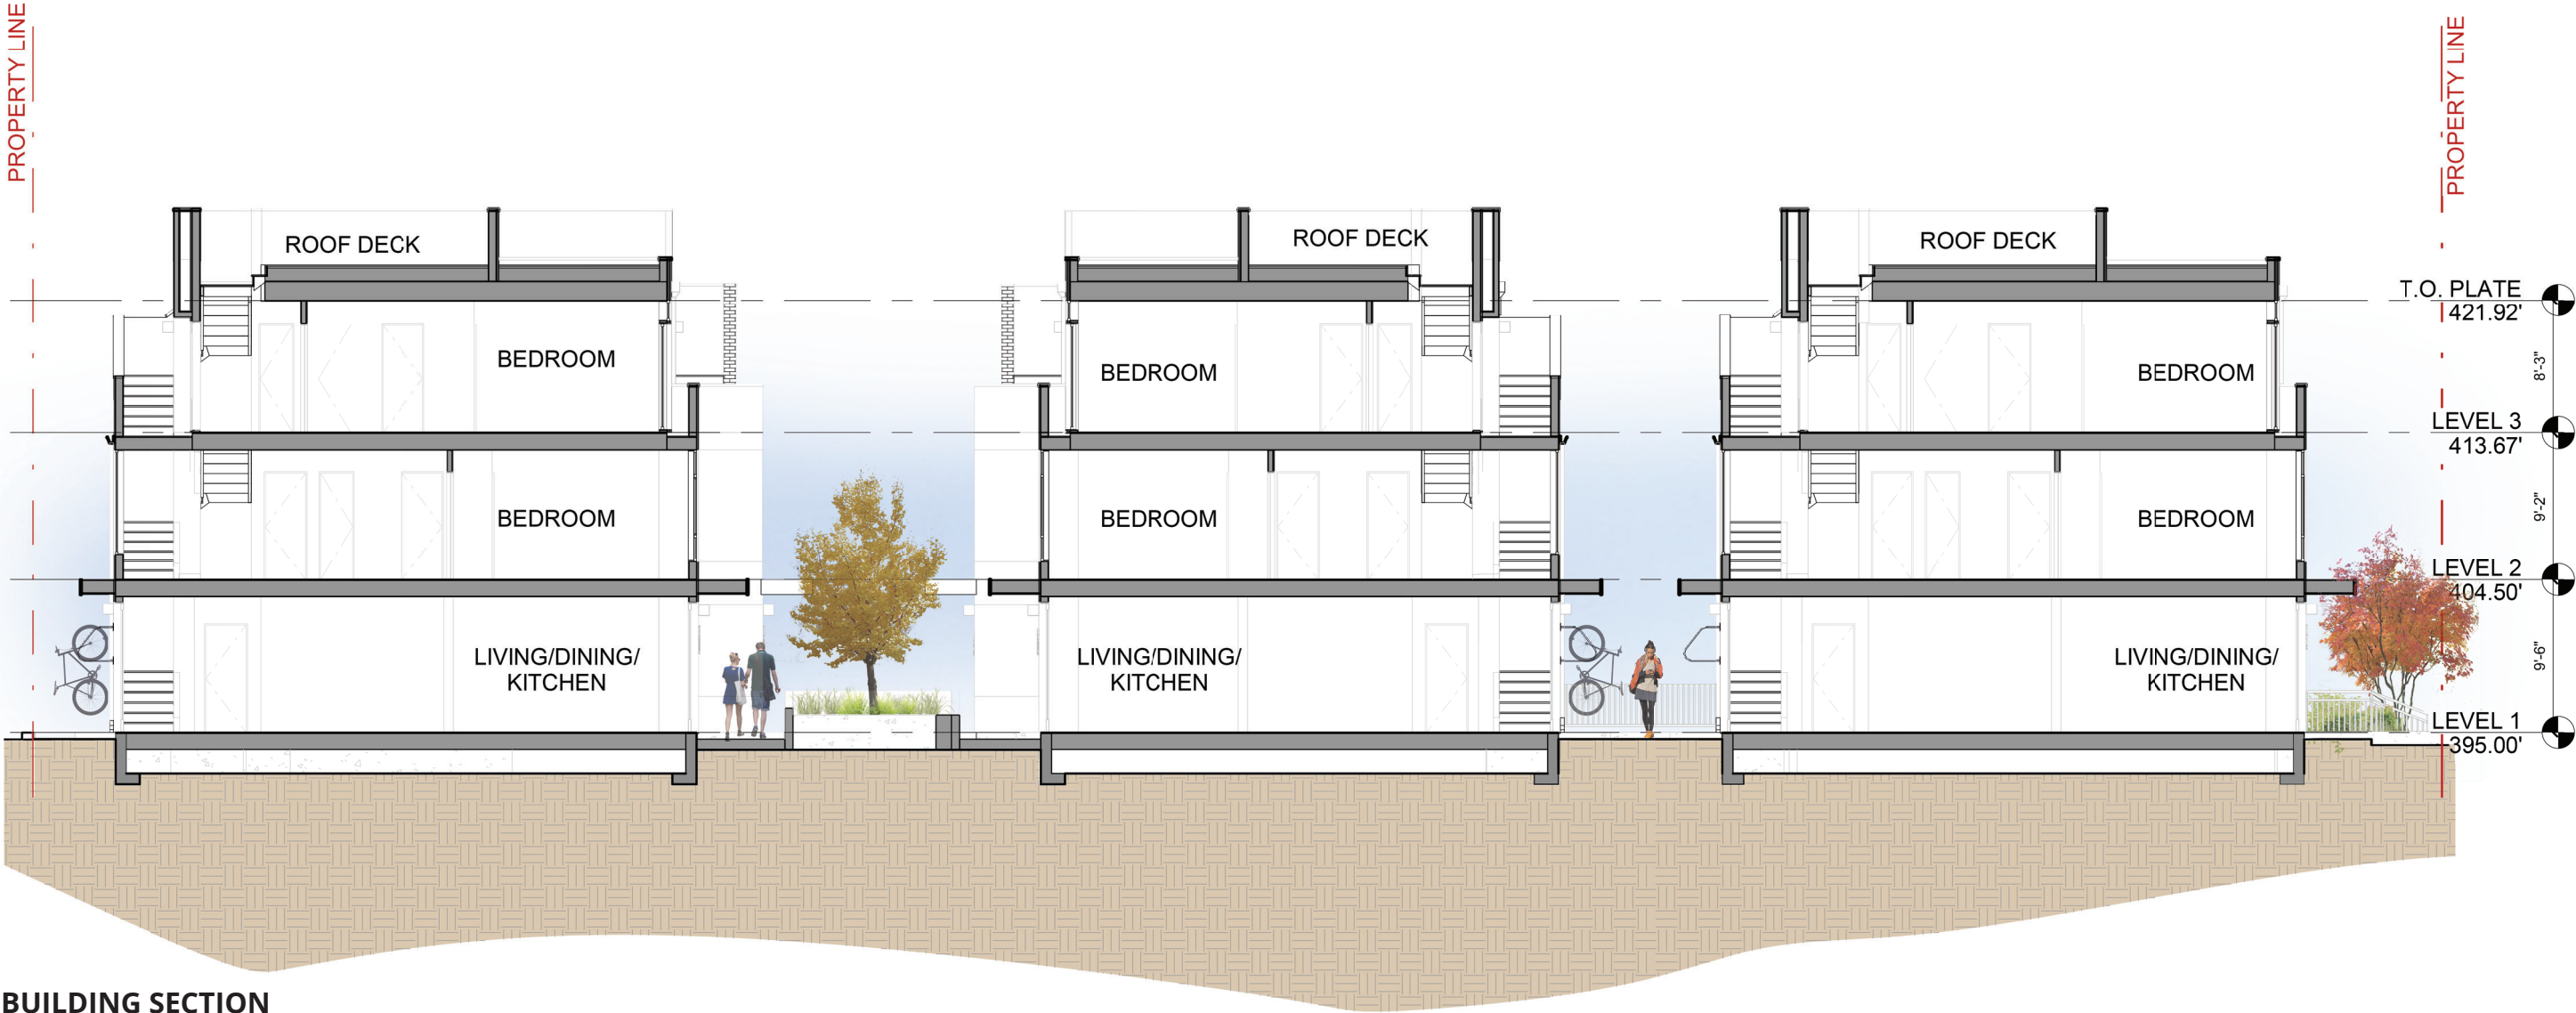 PROPERTY LINE
PROPERTY LINE
ROOF DECK
ROOF DECK
ROOF DECK
T.O. PLATE
421.92'
8'-3"
BEDROOM
BEDROOM
BEDROOM
LEVEL 3
413.67'
9'-2"
BEDROOM
BEDROOM
BEDROOM
LEVEL 2
404.50'
9'-6"
LIVING/DINING/
KITCHEN
LIVING/DINING/
KITCHEN
LIVING/DINING/
KITCHEN
LEVEL 1
395.00'
BUILDING SECTION